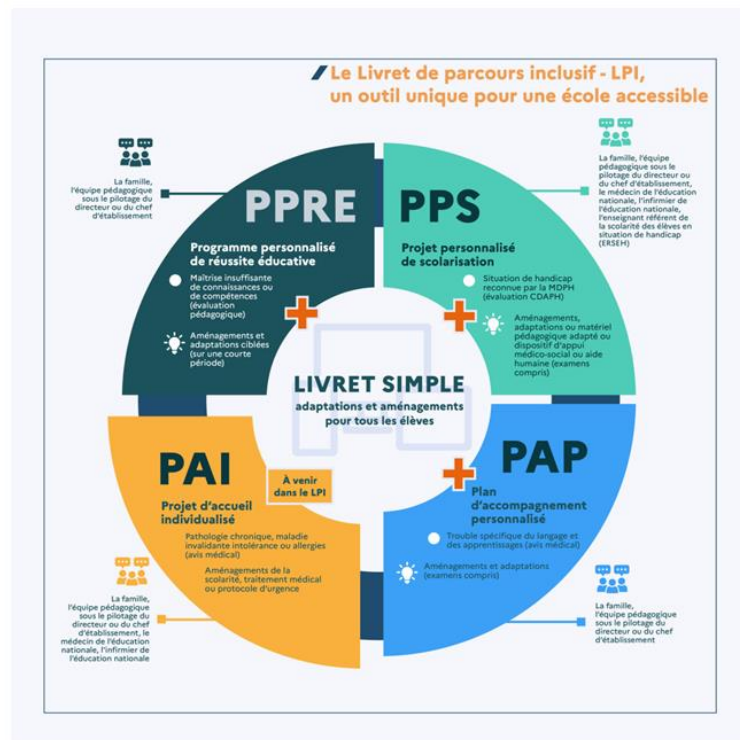 Le Livret de parcours inclusif - LPI,
un outil unique pour une école accessible
La famille,
l'équipe pédagogique
sous le pilotage du
directeur ou du chef
d'établissement
PPRE
Programme personnalisé
de réussite éducative
Maîtrise insuffisante
de connaissances ou
de compétences
(évaluation
pédagogique)
Aménagements et
adaptations ciblées
(sur une courte
période)
PPS
Projet personnalisé
de scolarisation
Situation de handicap
reconnue par la MDPH
(évaluation CDAPH)
Aménagements,
adaptations ou matériel
pédagogique adapté ou
dispositif d'appui
médico-social ou aide
humaine (examens
compris)
La famille, l'équipe
pédagogique sous le
pilotage du directeur ou
du chef d'établissement,
le médecin de l'éducation
nationale, l'infirmier de
l'éducation nationale,
l'enseignant référent de
la scolarité des élèves en
situation de handicap
(ERSEH)
LIVRET SIMPLE
adaptations et aménagements
pour tous les élèves
PAI
À venir
dans le LPI
Projet d'accueil
individualisé
Pathologie chronique, maladie
invalidante intolérance ou allergies
(avis médical)
Aménagements de la
scolarité, traitement médical
ou protocole d'urgence
La famille,
l'équipe pédagogique
sous le pilotage du
directeur ou du chef
d'établissement, le
médecin de l'éducation
nationale, l'infirmier de
l'éducation nationale
PAP
Plan
d'accompagnement
personnalisé
Trouble spécifique du langage et
des apprentissages (avis médical)
Aménagements et adaptations
(examens compris)
La famille,
l'équipe pédagogique
sous le pilotage du
directeur ou du chef
d'établissement